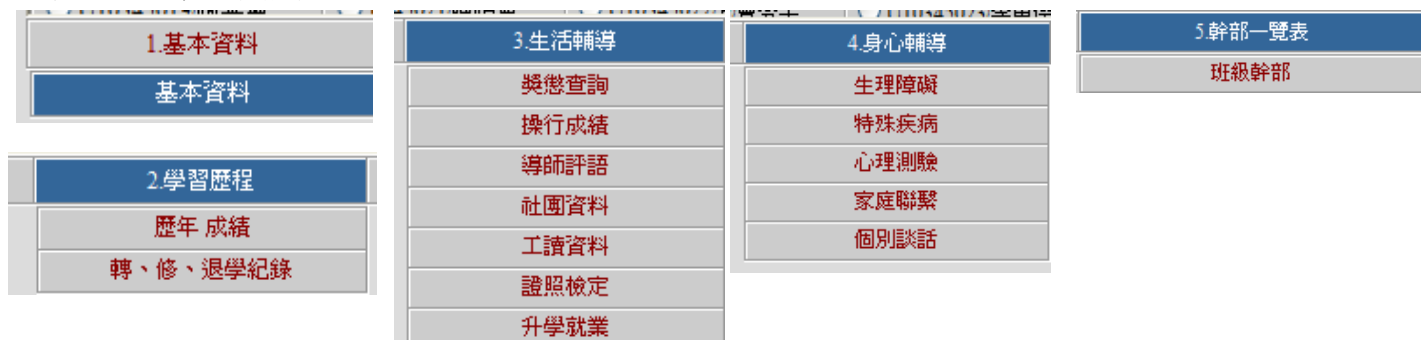 1.基本資料
基本資料
2.學習歷程
歷年 成績
轉、修、退學紀錄
3.生活輔導
獎懲查詢
操行成績
導師評語
社團資料
工讀資料
證照檢定
升學就業
4.身心輔導
生理障礙
特殊疾病
心理測驗
家庭聯繫
個別談話
5.幹部一覽表
班級幹部